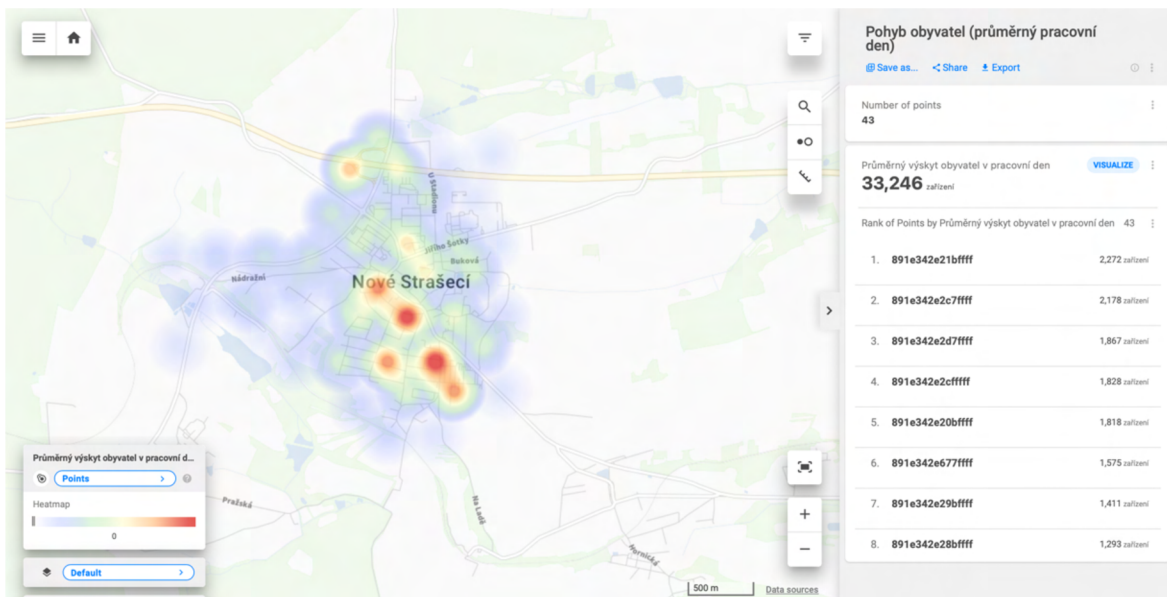 Pohyb obyvatel (průměrný pracovní
den)
Save as... Share Export
Number of points
43
Průměrný výskyt obyvatel v pracovní den VISUALIZE
33,246 zařízení
Rank of Points by Průměrný výskyt obyvatel v pracovní den 43
1. 891e342e21bffff 2,272 zařízení
2. 891e342e2c7ffff 2,178 zařízení
3. 891e342e2d7ffff 1,867 zařízení
4. 891e342e2cfffff 1,828 zařízení
5. 891e342e20bffff 1,818 zařízení
6. 891e342e677ffff 1,575 zařízení
7. 891e342e29bffff 1,411 zařízení
8. 891e342e28bffff 1,293 zařízení
U Stadionu
Jiřího Šotky
Buková
Nádražní
Nové Strašecí
Pražská
Na Ladě
Průměrný výskyt obyvatel v pracovní d...
Points
Heatmap
0
Default
500 m
Data sources